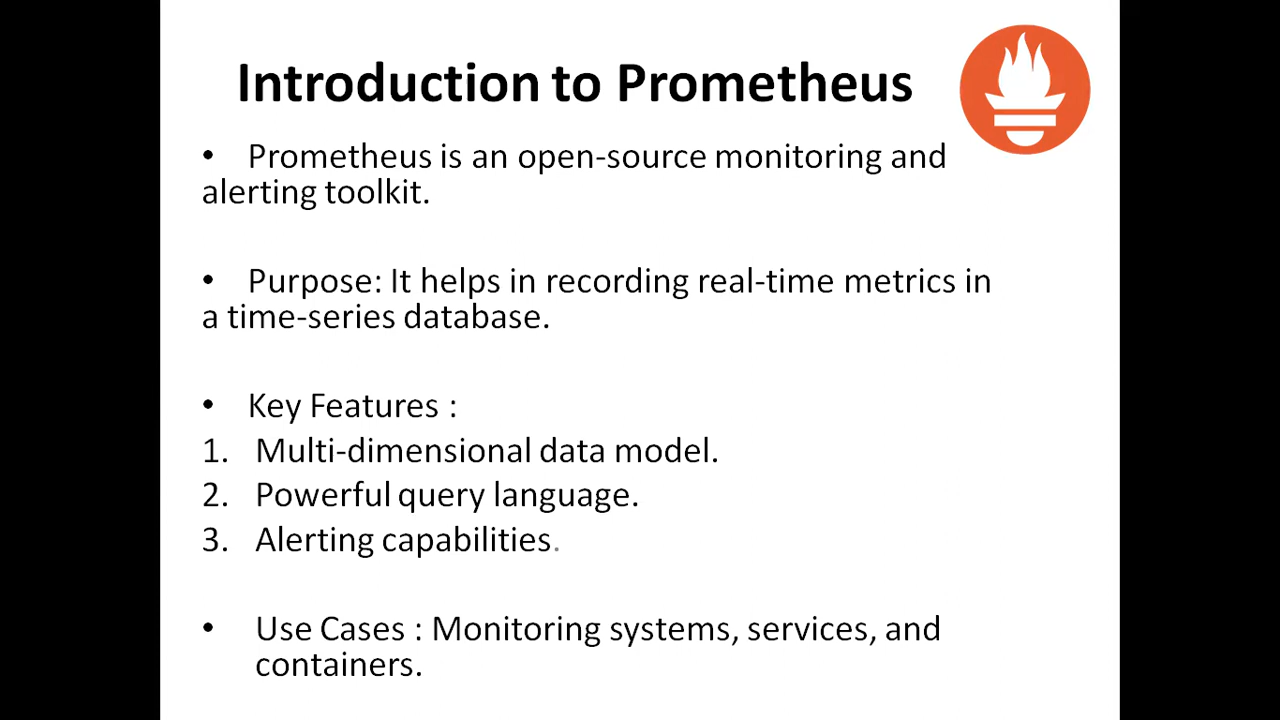 Introduction to Prometheus
• Prometheus is an open-source monitoring and
alerting toolkit.
• Purpose: It helps in recording real-time metrics in
a time-series database.
• Key Features :
1. Multi-dimensional data model.
2. Powerful query language.
3. Alerting capabilities.
• Use Cases : Monitoring systems, services, and
containers.